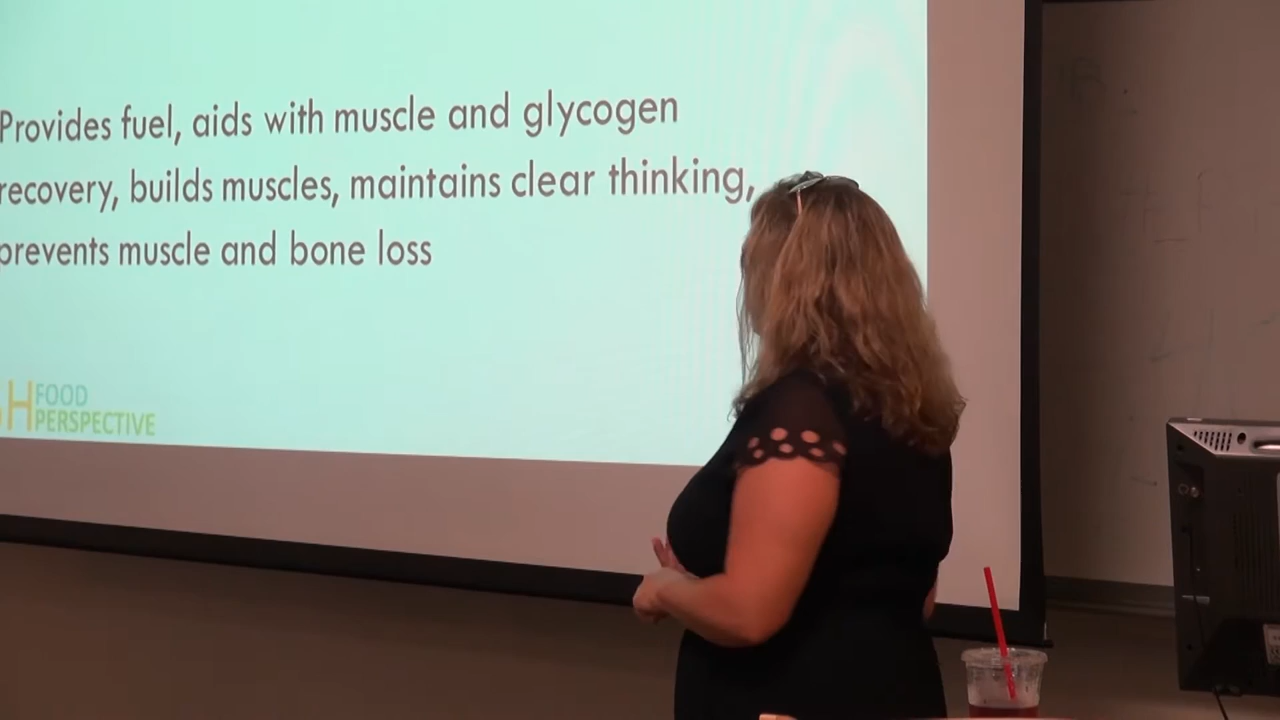 Provides fuel, aids with muscle and glycogen
recovery, builds muscles, maintains clear thinking,
prevents muscle and bone loss
H FOOD
PERSPECTIVE